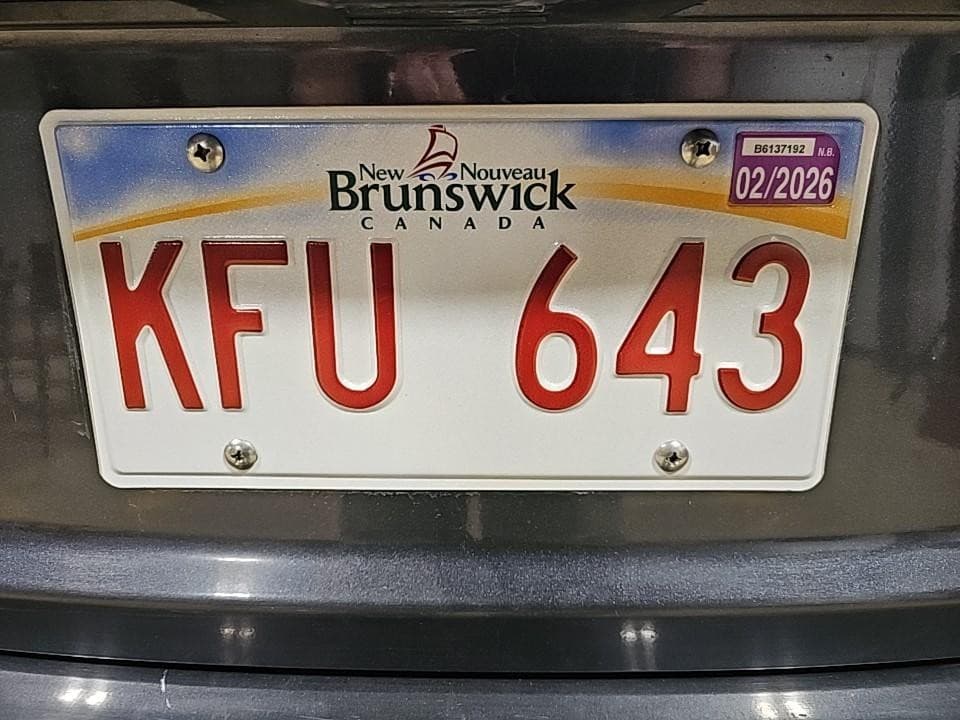 New Nouveau
Brunswick
CANADA
B6137192 N.B.
02/2026
KFU 643